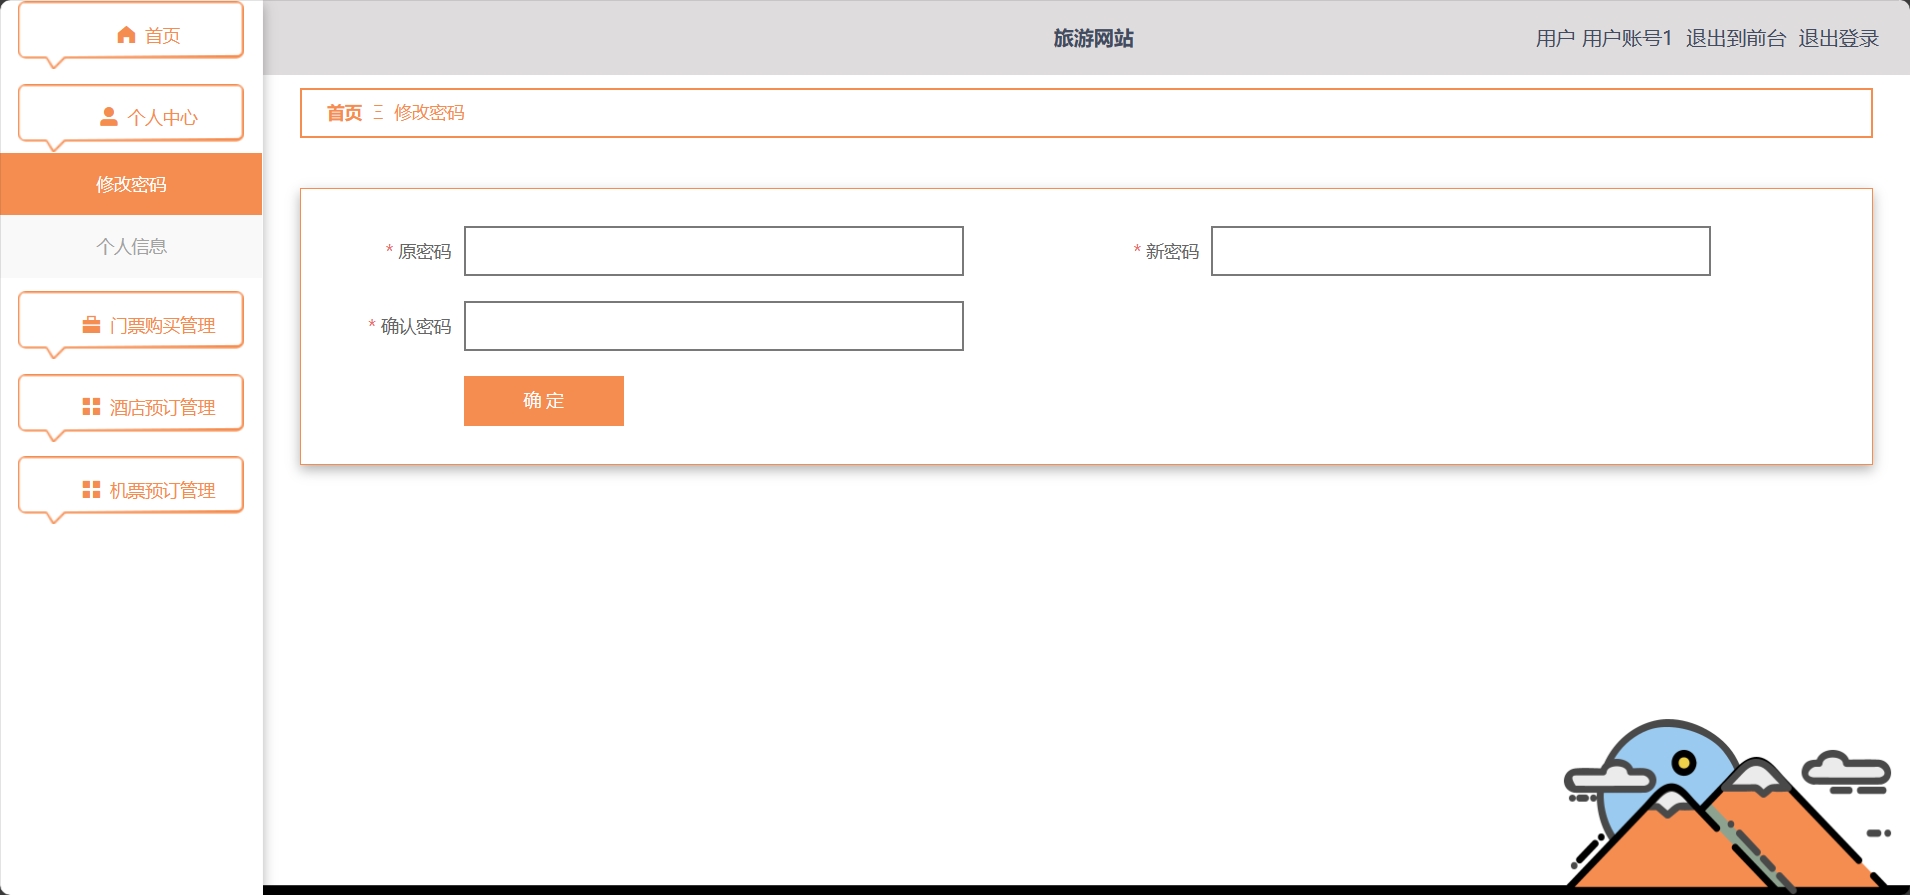 首页
个人中心
修改密码
个人信息
门票购买管理
酒店预订管理
机票预订管理
旅游网站
用户 用户账号1 退出到前台 退出登录
首页 Ξ 修改密码
* 原密码
* 新密码
* 确认密码
确 定